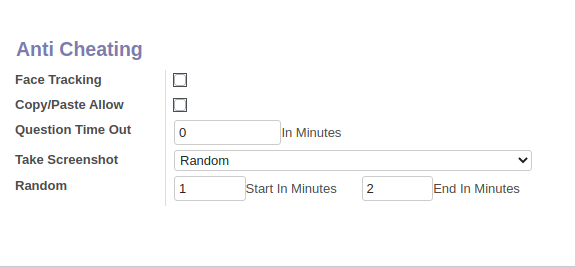 Anti Cheating
Face Tracking
Copy/Paste Allow
Question Time Out 0 In Minutes
Take Screenshot Random
Random 1 Start In Minutes 2 End In Minutes